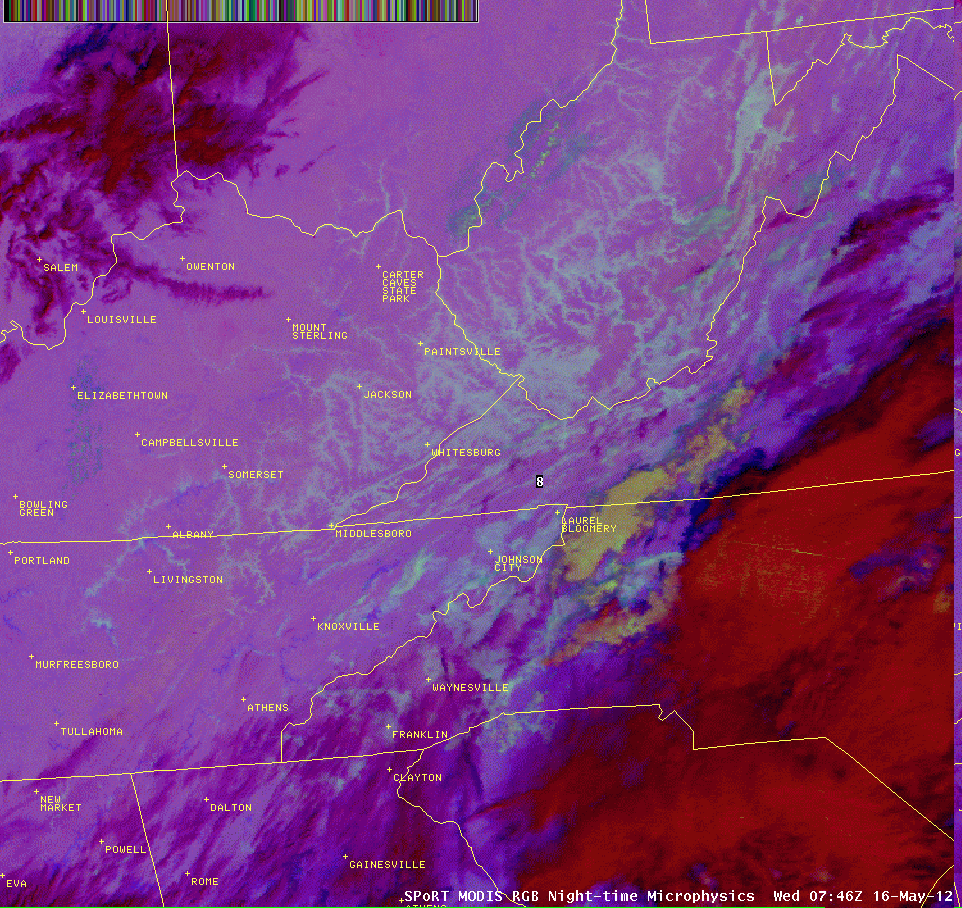 SALEM
OWENTON
CARTER
CAVES
STATE
PARK
LOUISVILLE
MOUNT
STERLING
PAINTSVILLE
ELIZABETHTOWN
JACKSON
CAMPBELLSVILLE
WHITESBURG
SOMERSET
8
BOWLING
GREEN
LAUREL
BLOOMERY
ALBANY
MIDDLESBORO
PORTLAND
JOHNSON
CITY
LIVINGSTON
KNOXVILLE
MURFREESBORO
WAYNESVILLE
ATHENS
TULLAHOMA
FRANKLIN
CLAYTON
NEW
MARKET
DALTON
POWELL
GAINESVILLE
EVA
ROME
SPoRT MODIS RGB Night-time Microphysics Wed 07:46Z 16-May-12
ATHENS